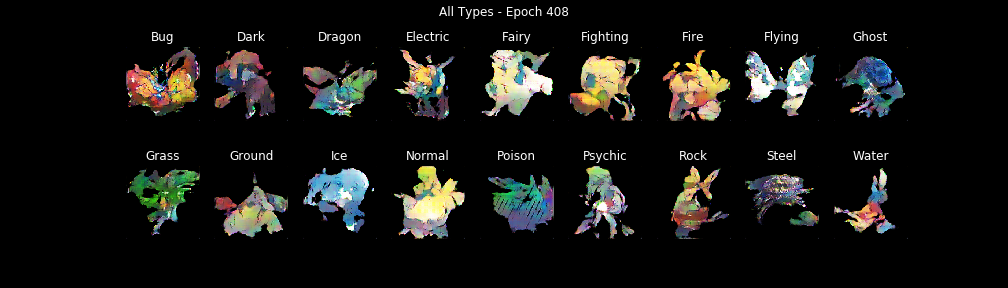 All Types - Epoch 408
Bug Dark Dragon Electric Fairy Fighting Fire Flying Ghost
Grass Ground Ice Normal Poison Psychic Rock Steel Water